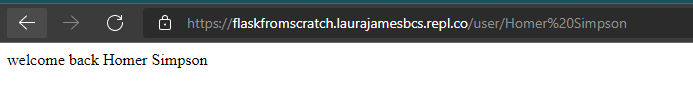 https://flaskfromscratch.laurajamesbcs.repl.co/user/Homer%20Simpson
welcome back Homer Simpson